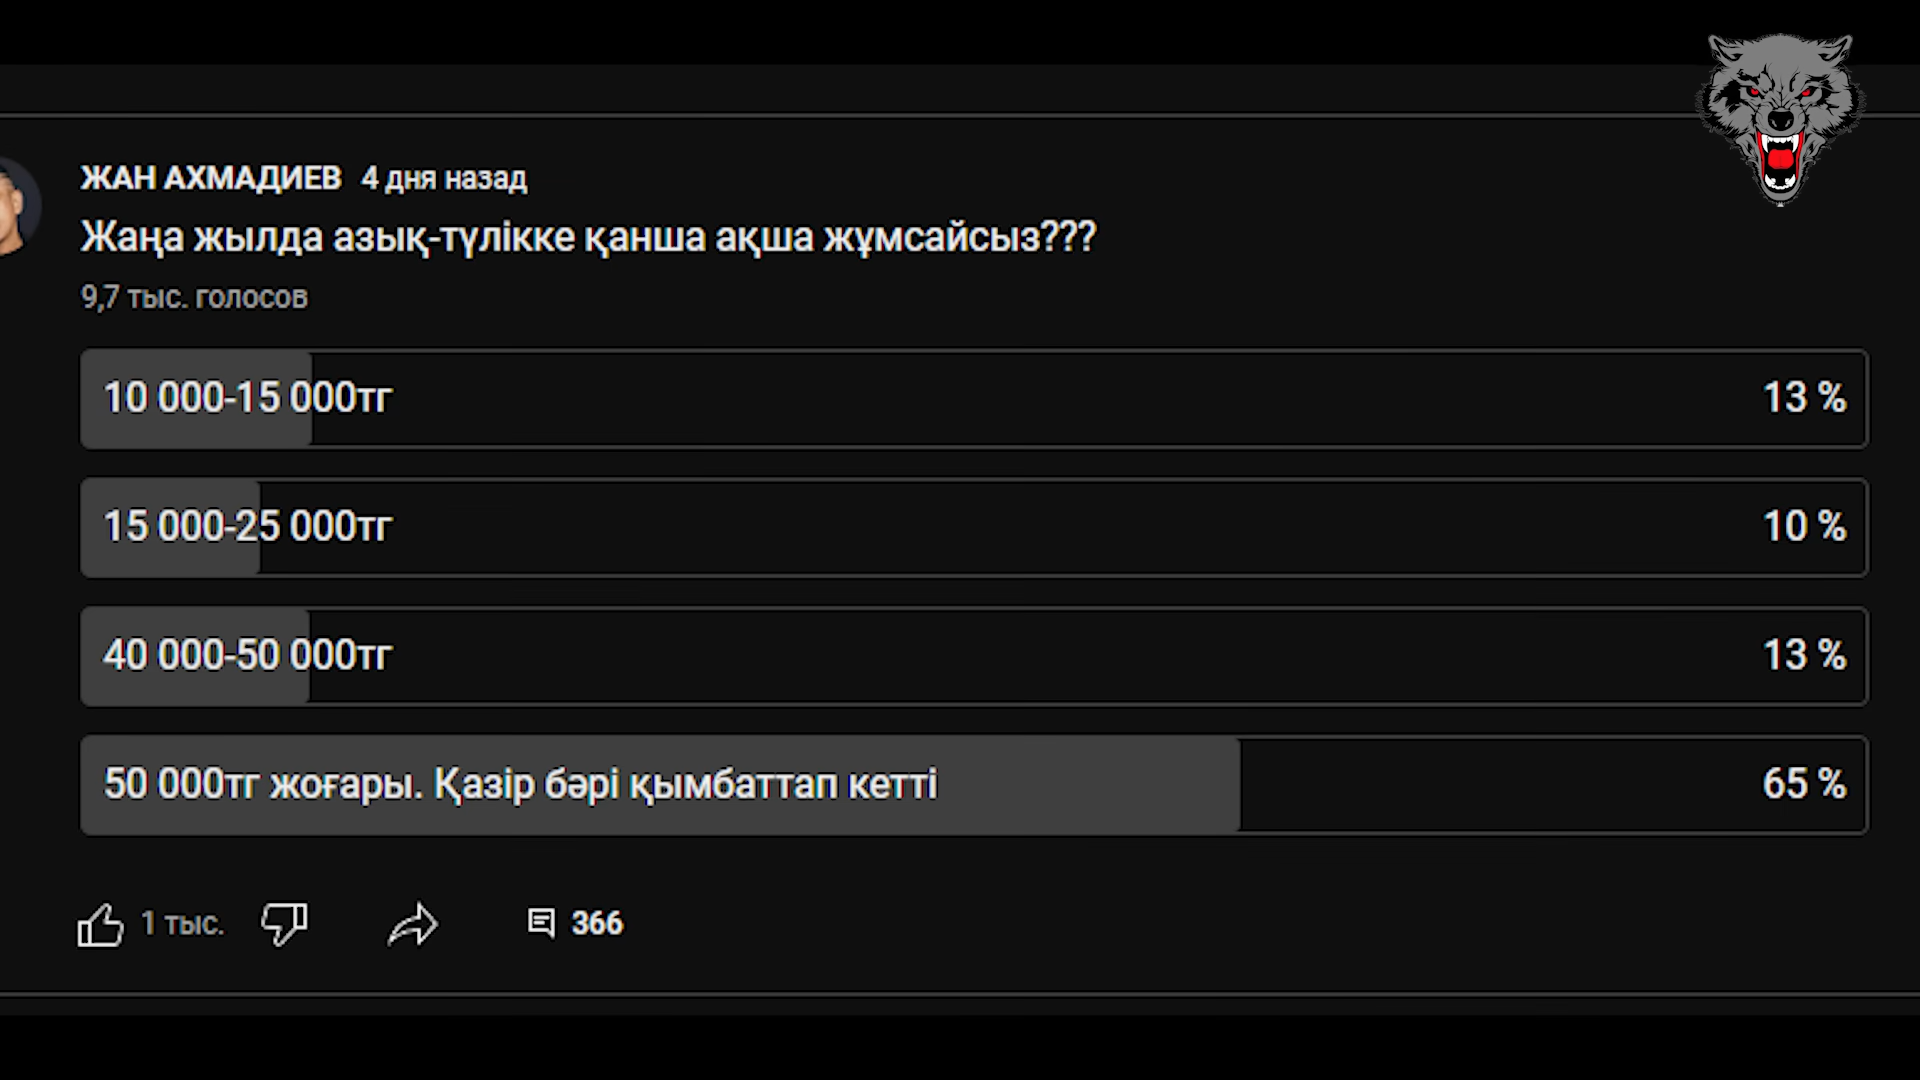 ЖАН АХМАДИЕВ 4 дня назад
Жаңа жылда азық-түлікке қанша ақша жұмсайсыз???
9,7 тыс. голосов
10 000-15 000тг 13 %
15 000-25 000тг 10 %
40 000-50 000тг 13 %
50 000тг жоғары. Қазір бәрі қымбаттап кетті 65 %
1 тыс. 366